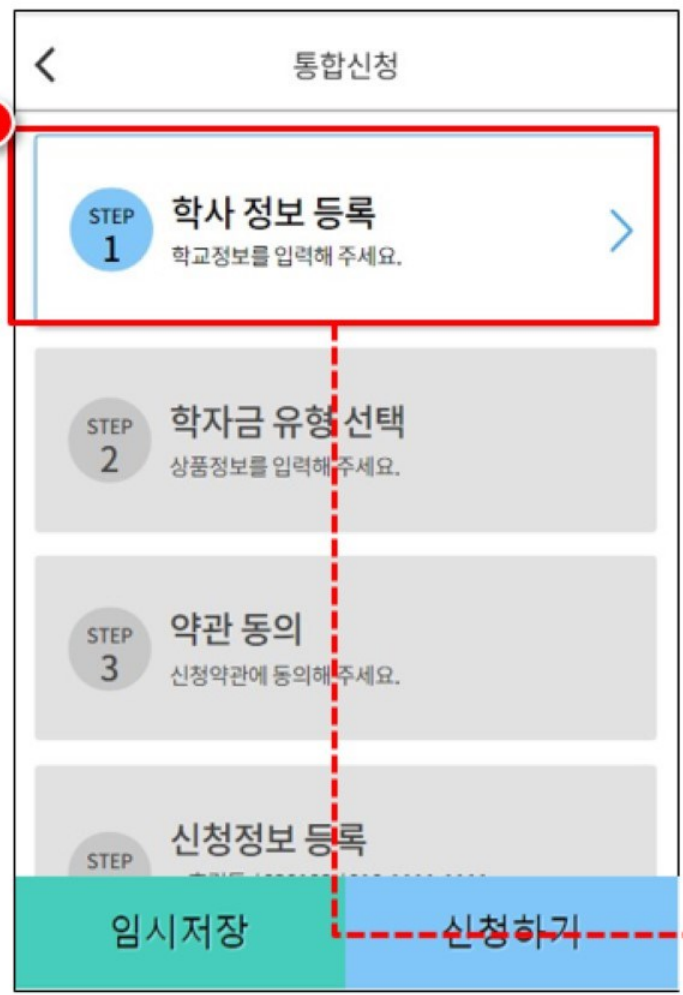 통합신청
STEP
1
학사 정보 등록
학교정보를 입력해 주세요.
STEP
2
학자금 유형 선택
상품정보를 입력해 주세요.
STEP
3
약관 동의
신청약관에 동의해 주세요.
STEP
신청정보 등록
임시저장
신청하기